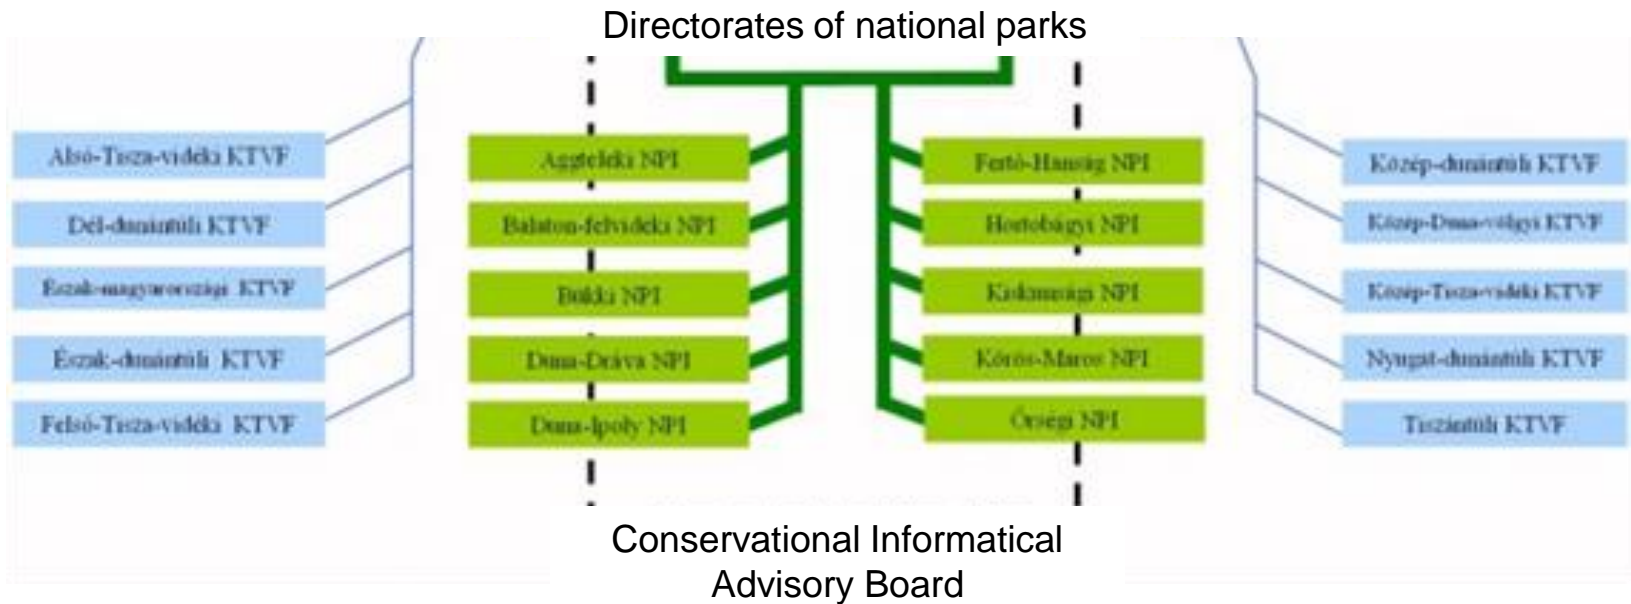 Directorates of national parks
Alsó-Tisza-vidéki KTVF
Dél-dunántúli KTVF
Észak-magyarországi KTVF
Észak-dunántúli KTVF
Felső-Tisza-vidéki KTVF
Aggteleki NPI
Balaton-felvidéki NPI
Bükki NPI
Duna-Dráva NPI
Duna-Ipoly NPI
Fertő-Hanság NPI
Hortobágyi NPI
Kiskunsági NPI
Körös-Maros NPI
Őrségi NPI
Közép-dunántúli KTVF
Közép-Duna-völgyi KTVF
Közép-Tisza-vidéki KTVF
Nyugat-dunántúli KTVF
Tiszántúli KTVF
Conservational Informatical
Advisory Board